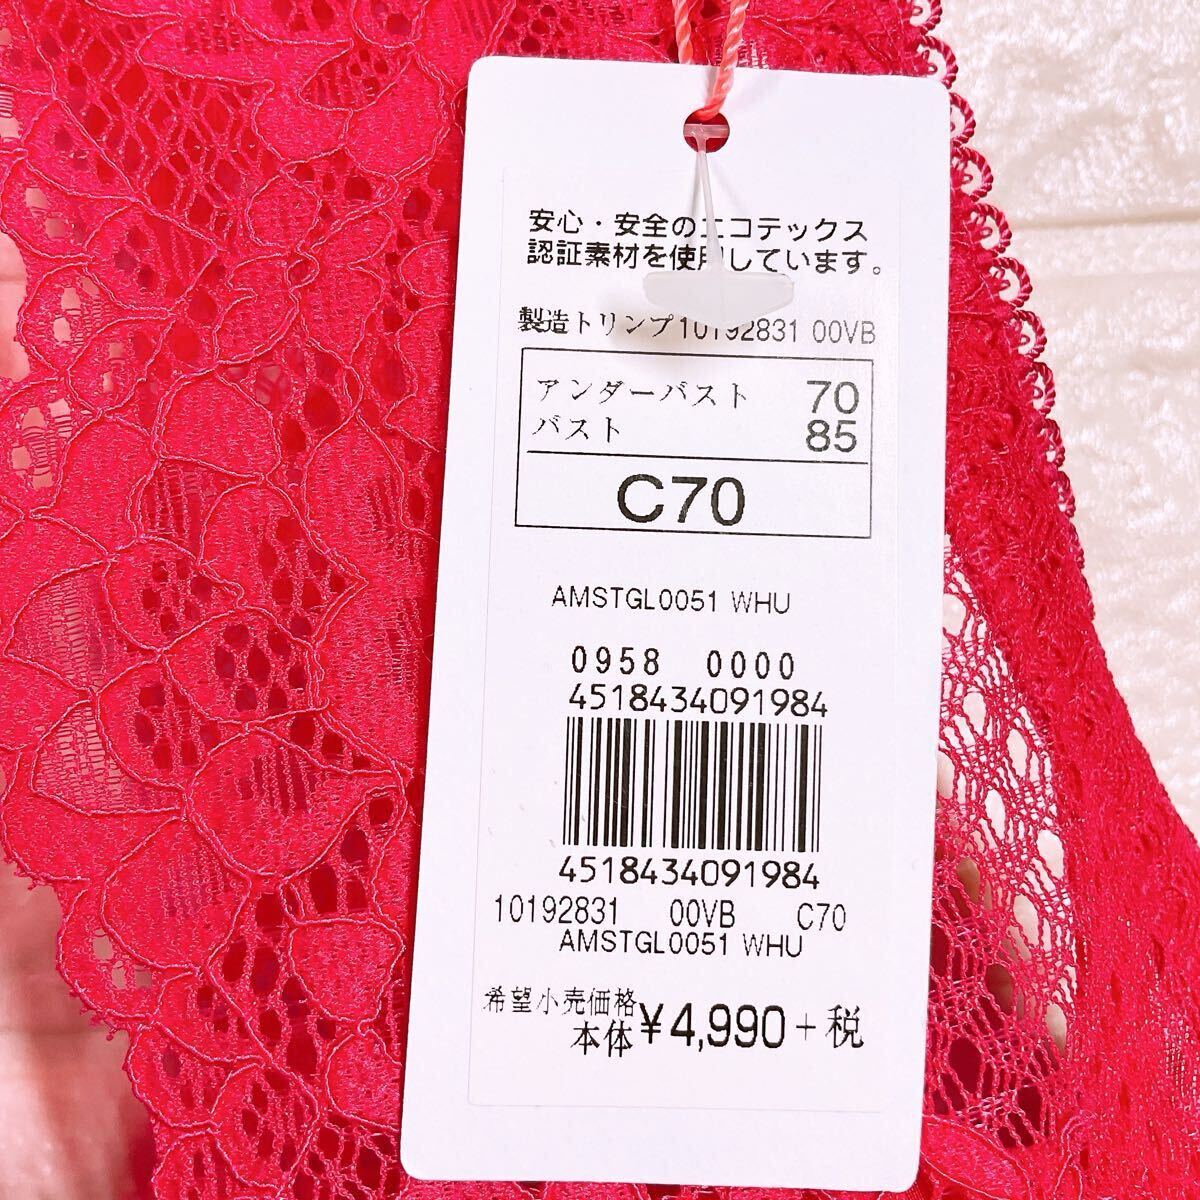 安心・安全のエコテックス
認証素材を使用しています。
製造トリンプ10192831 00VB
アンダーバスト 70
バスト 85
C70
AMSTGL0051 WHU
0958 0000
4518434091984
4518434091984
10192831 00VB C70
AMSTGL0051 WHU
希望小売価格
本体 ¥4,990+税